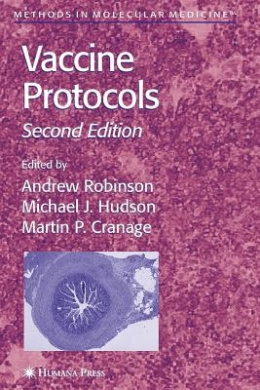 METHODS IN MOLECULAR MEDICINE™
Vaccine
Protocols
Second Edition
Edited by
Andrew Robinson
Michael J. Hudson
Martin P. Cranage
HUMANA PRESS